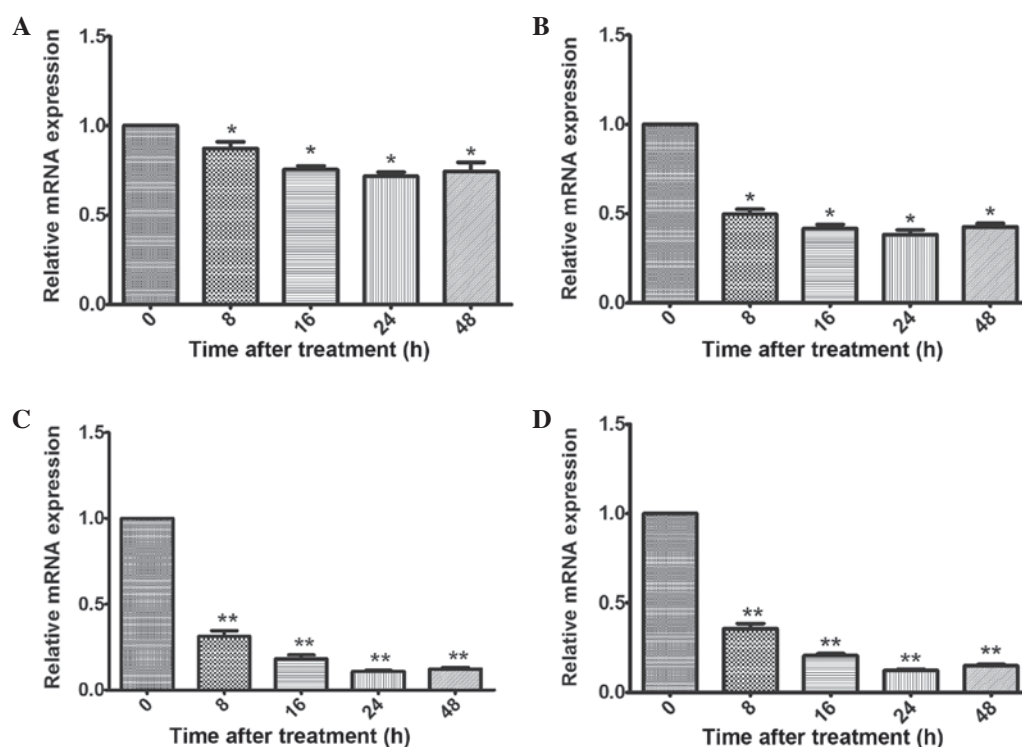 A
1.5
1.0
0.5
0.0
Relative mRNA expression
* * * *
0 8 16 24 48
Time after treatment (h)
B
1.5
1.0
0.5
0.0
Relative mRNA expression
* * * *
0 8 16 24 48
Time after treatment (h)
C
1.5
1.0
0.5
0.0
Relative mRNA expression
** ** ** **
0 8 16 24 48
Time after treatment (h)
D
1.5
1.0
0.5
0.0
Relative mRNA expression
** ** ** **
0 8 16 24 48
Time after treatment (h)